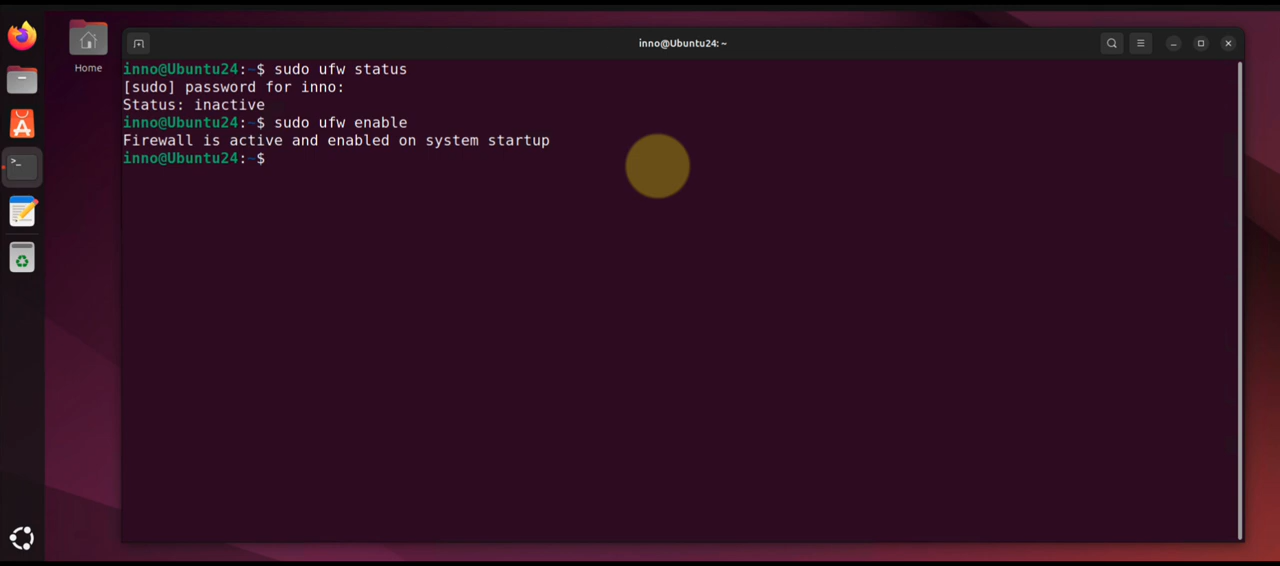 inno@Ubuntu24: ~
Home
inno@Ubuntu24:~$ sudo ufw status
[sudo] password for inno:
Status: inactive
inno@Ubuntu24:~$ sudo ufw enable
Firewall is active and enabled on system startup
inno@Ubuntu24:~$